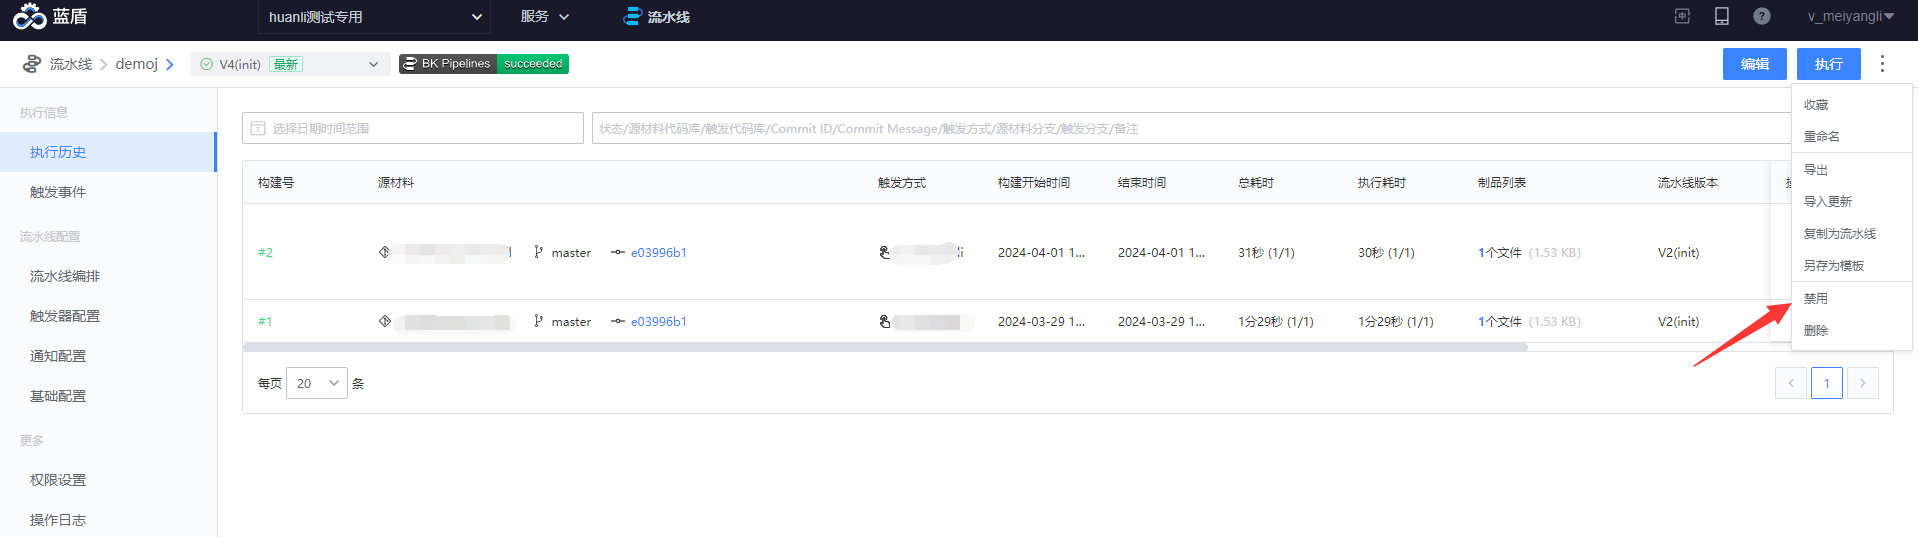 蓝盾 huanli测试专用 服务 流水线 v_meiyangli
流水线 demoj V4(init) 最新 BK Pipelines succeeded 编辑 执行
执行信息
执行历史
触发事件
流水线配置
流水线编排
触发器配置
通知配置
基础配置
更多
权限设置
操作日志
选择日期时间范围 状态/源材料代码库/触发代码库/Commit ID/Commit Message/触发方式/源材料分支/触发分支/备注
构建号 源材料 触发方式 构建开始时间 结束时间 总耗时 执行耗时 制品列表 流水线版本
#2 master e03996b1 2024-04-01 1... 2024-04-01 1... 31秒 (1/1) 30秒 (1/1) 1个文件 (1.53 KB) V2(init)
#1 master e03996b1 2024-03-29 1... 2024-03-29 1... 1分29秒 (1/1) 1分29秒 (1/1) 1个文件 (1.53 KB) V2(init)
每页 20 条 1
收藏
重命名
导出
导入更新
复制为流水线
另存为模板
禁用
删除